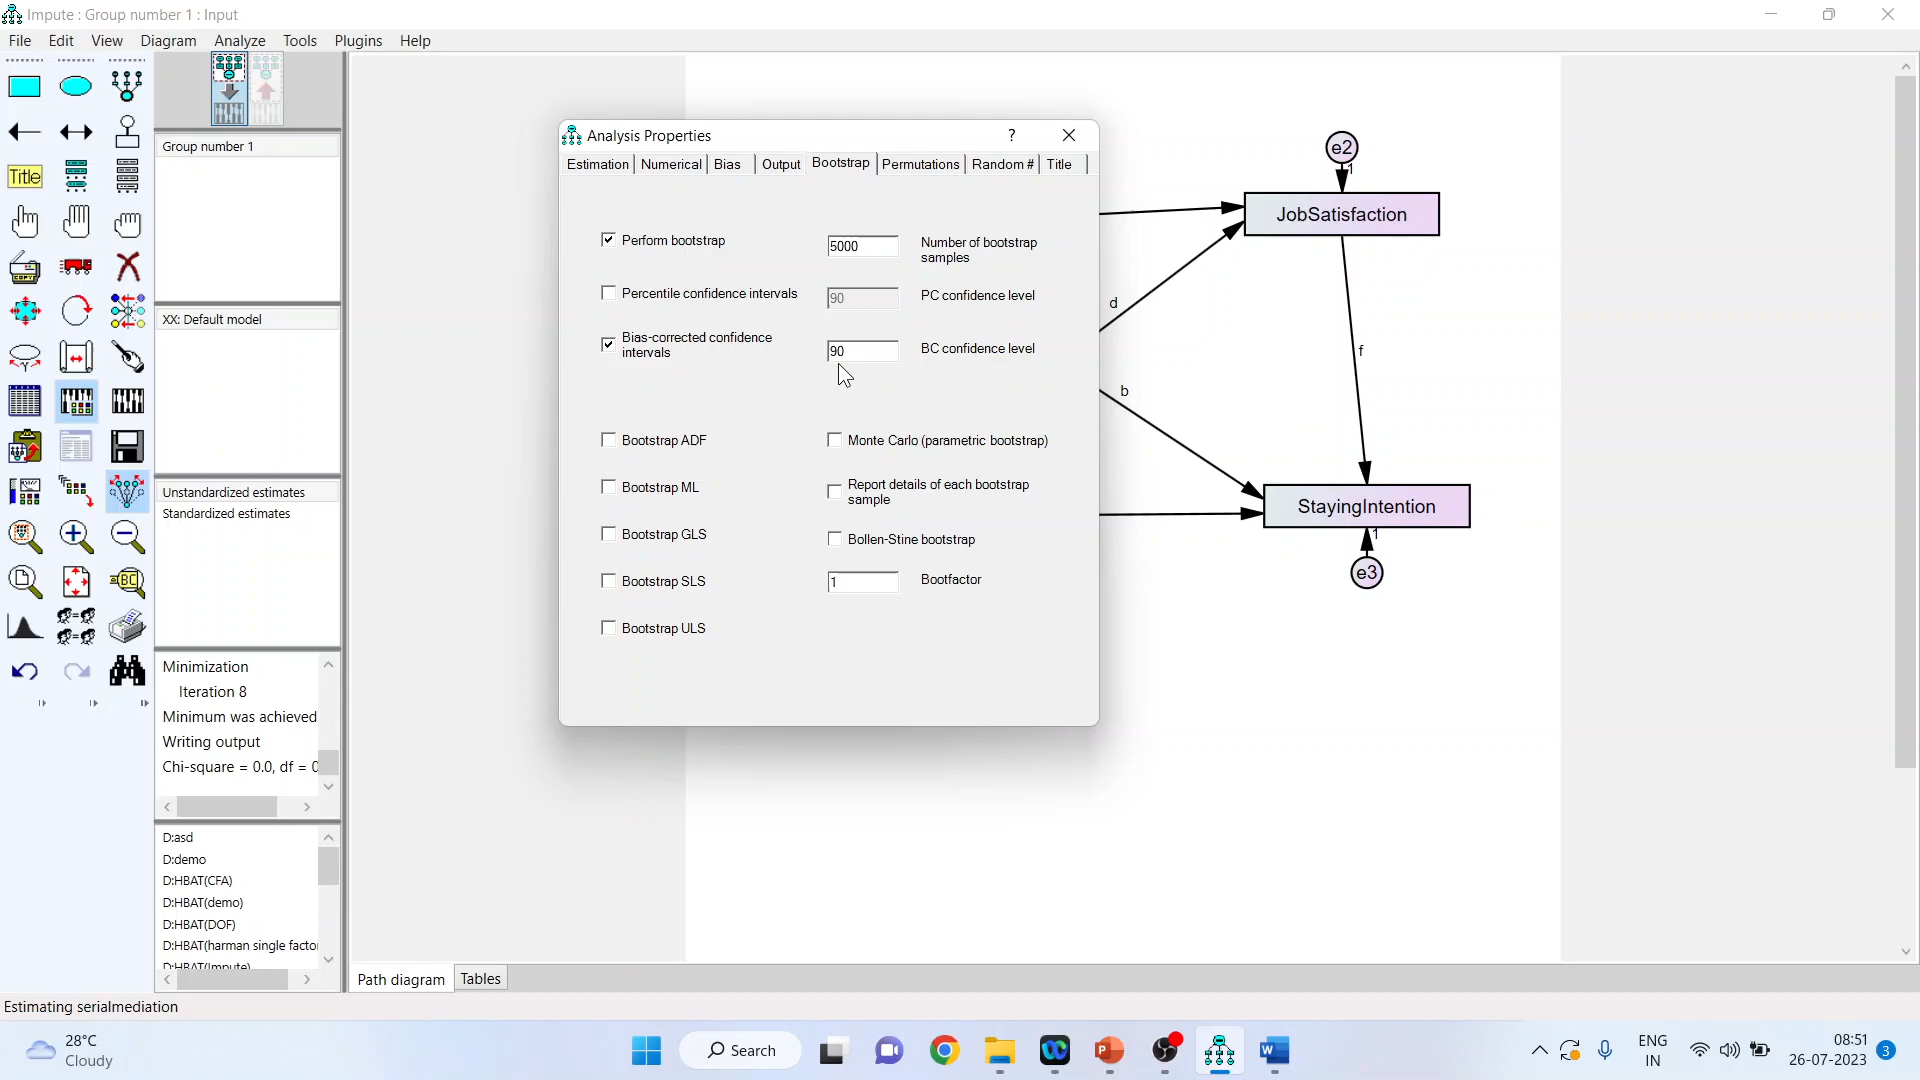 Impute : Group number 1 : Input
File Edit View Diagram Analyze Tools Plugins Help
Title
Group number 1
XX: Default model
Unstandardized estimates
Standardized estimates
Minimization
Iteration 8
Minimum was achieved
Writing output
Chi-square = 0.0, df = 0
D:asd
D:demo
D:HBAT(CFA)
D:HBAT(demo)
D:HBAT(DOF)
D:HBAT(harman single facto
D:HBAT(Impute)
Analysis Properties ?
Estimation Numerical Bias Output Bootstrap Permutations Random # Title
Perform bootstrap 5000 Number of bootstrap
samples
Percentile confidence intervals 90 PC confidence level
Bias-corrected confidence
intervals 90 BC confidence level
Bootstrap ADF Monte Carlo (parametric bootstrap)
Bootstrap ML Report details of each bootstrap
sample
Bootstrap GLS Bollen-Stine bootstrap
Bootstrap SLS 1 Bootfactor
Bootstrap ULS
e2
1
JobSatisfaction
d
f
b
StayingIntention
1
e3
COPY
ABC
Path diagram Tables
Estimating serialmediation
28°C
Cloudy
Search
ENG
IN
08:51
26-07-2023
3